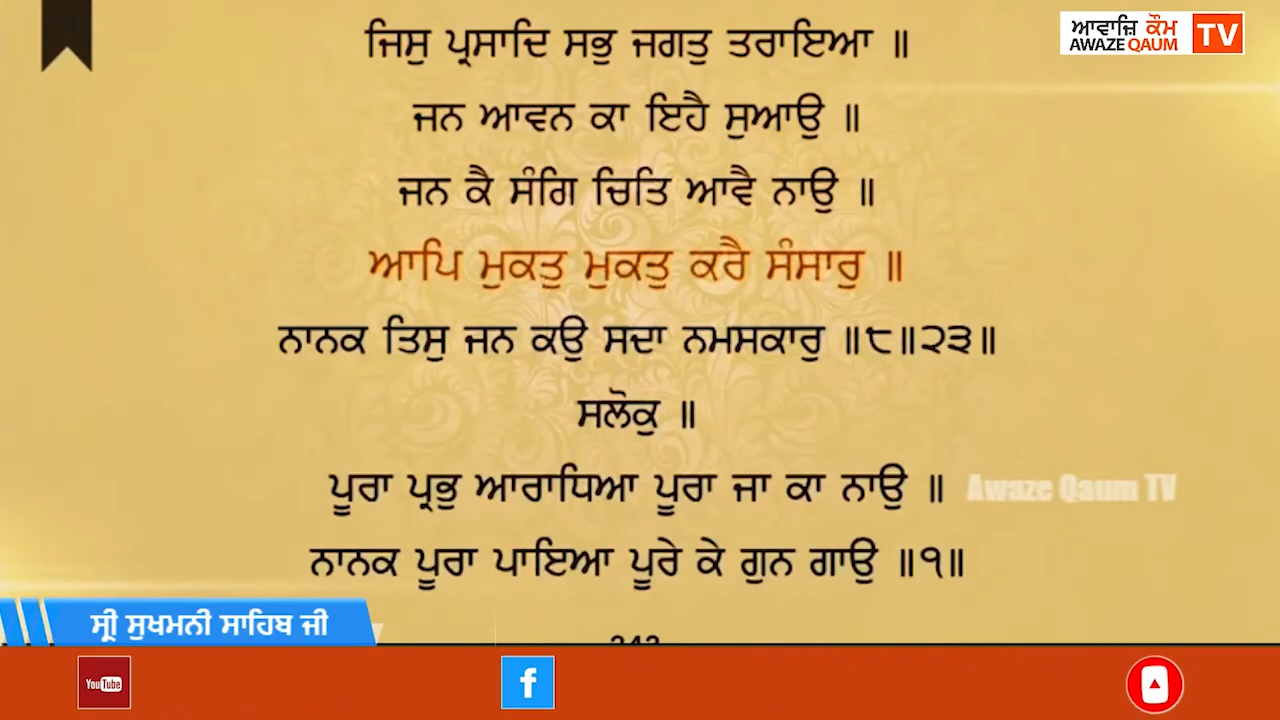 ਆਵਾਜ਼ਿ ਕੌਮ
AWAZE QAUM TV
ਜਿਸੁ ਪ੍ਰਸਾਦਿ ਸਭੁ ਜਗਤੁ ਤਰਾਇਆ ॥
ਜਨ ਆਵਨ ਕਾ ਇਹੈ ਸੁਆਉ ॥
ਜਨ ਕੈ ਸੰਗਿ ਚਿਤਿ ਆਵੈ ਨਾਉ ॥
ਆਪਿ ਮੁਕਤੁ ਮੁਕਤੁ ਕਰੈ ਸੰਸਾਰੁ ॥
ਨਾਨਕ ਤਿਸੁ ਜਨ ਕਉ ਸਦਾ ਨਮਸਕਾਰੁ ॥੮॥੨੩॥
ਸਲੋਕੁ ॥
ਪੂਰਾ ਪ੍ਰਭੁ ਆਰਾਧਿਆ ਪੂਰਾ ਜਾ ਕਾ ਨਾਉ ॥
Awaze Qaum TV
ਨਾਨਕ ਪੂਰਾ ਪਾਇਆ ਪੂਰੇ ਕੇ ਗੁਨ ਗਾਉ ॥੧॥
ਸ੍ਰੀ ਸੁਖਮਨੀ ਸਾਹਿਬ ਜੀ
YouTube